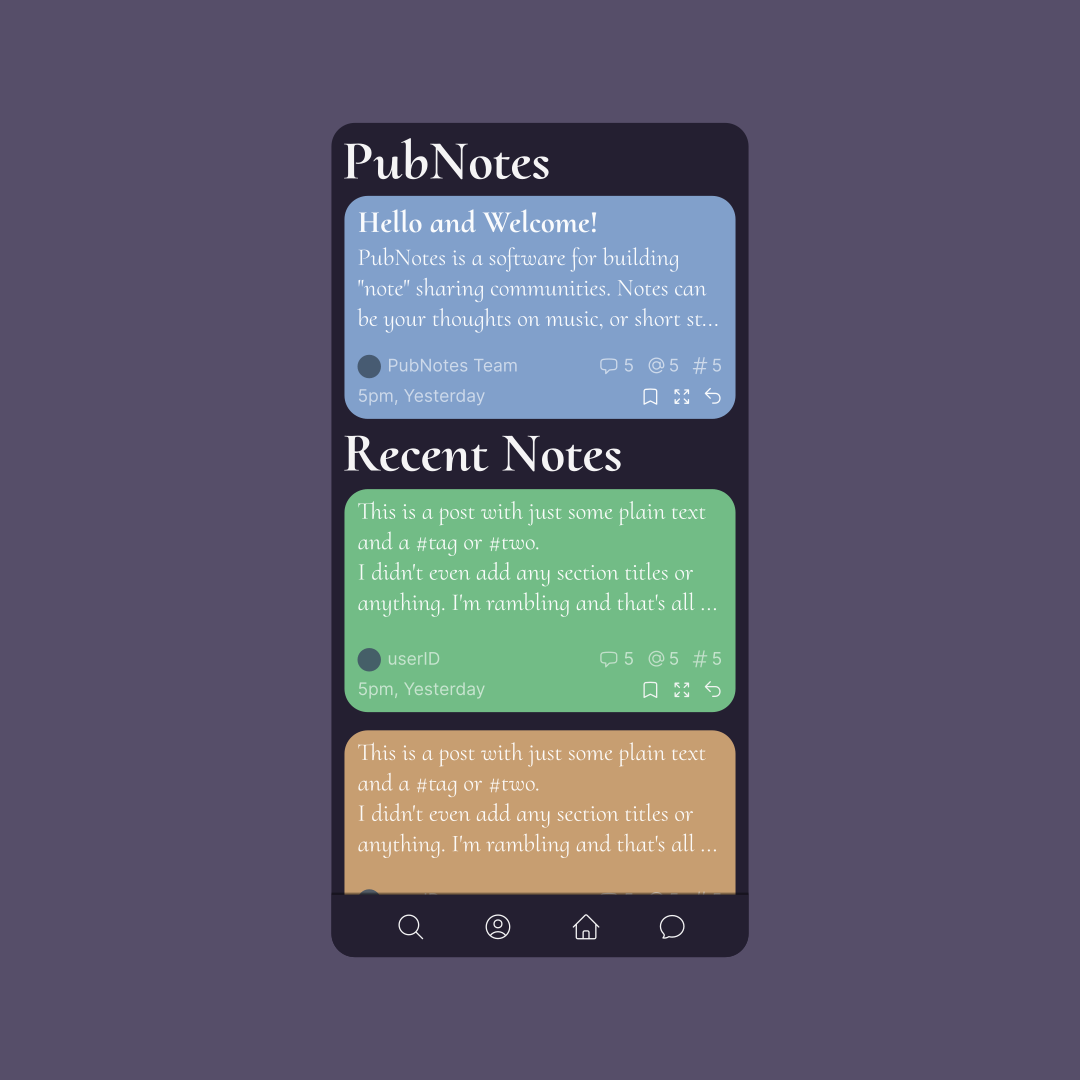 PubNotes
Hello and Welcome!
PubNotes is a software for building
"note" sharing communities. Notes can
be your thoughts on music, or short st...
PubNotes Team 5 @ 5 # 5
5pm, Yesterday
Recent Notes
This is a post with just some plain text
and a #tag or #two.
I didn't even add any section titles or
anything. I'm rambling and that's all ...
userID 5 @ 5 # 5
5pm, Yesterday
This is a post with just some plain text
and a #tag or #two.
I didn't even add any section titles or
anything. I'm rambling and that's all ...